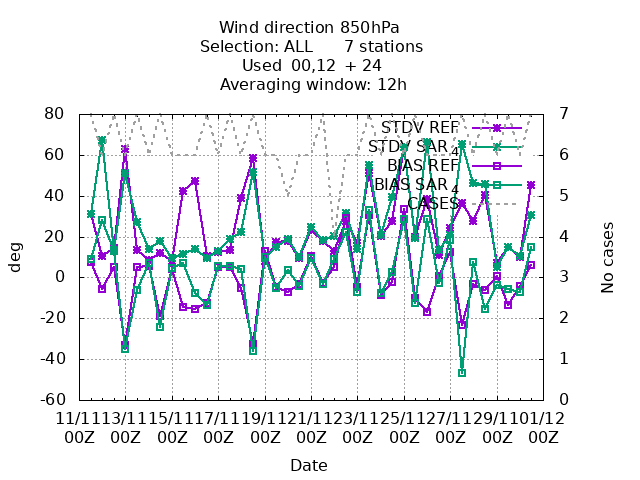 Wind direction 850hPa
Selection: ALL 7 stations
Used 00,12 + 24
Averaging window: 12h
80
60
40
20
0
-20
-40
-60
7
6
5
4
3
2
1
0
deg
No cases
STDV REF
STDV SAR4
BIAS REF
BIAS SAR4
CASES
11/11 13/11 15/11 17/11 19/11 21/11 23/11 25/11 27/11 29/11 01/12
00Z 00Z 00Z 00Z 00Z 00Z 00Z 00Z 00Z 00Z 00Z
Date